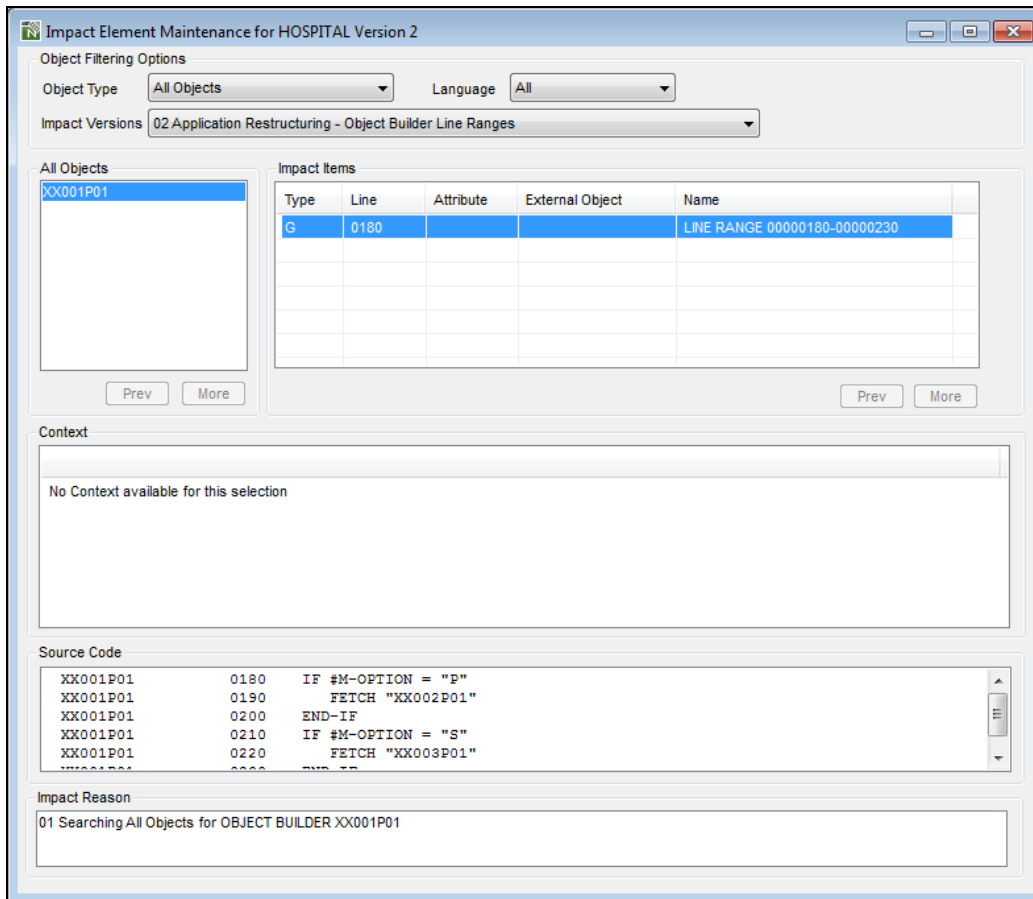 Impact Element Maintenance for HOSPITAL Version 2
Object Filtering Options
Object Type All Objects Language All
Impact Versions 02 Application Restructuring - Object Builder Line Ranges
All Objects
XX001P01
Prev More
Impact Items
Type Line Attribute External Object Name
G 0180 LINE RANGE 00000180-00000230
Prev More
Context
No Context available for this selection
Source Code
XX001P01 0180 IF #M-OPTION = "P"
XX001P01 0190 FETCH "XX002P01"
XX001P01 0200 END-IF
XX001P01 0210 IF #M-OPTION = "S"
XX001P01 0220 FETCH "XX003P01"
Impact Reason
01 Searching All Objects for OBJECT BUILDER XX001P01